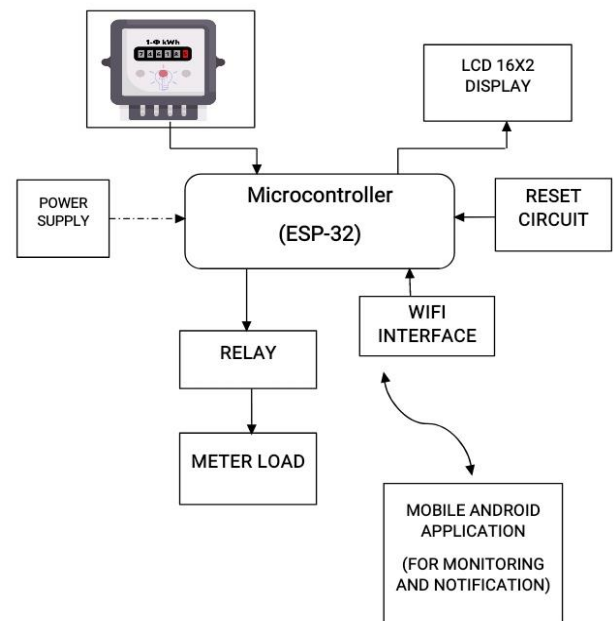 1-Φ kWh
LCD 16X2
DISPLAY
POWER
SUPPLY
Microcontroller
(ESP-32)
RESET
CIRCUIT
WIFI
INTERFACE
RELAY
METER LOAD
MOBILE ANDROID
APPLICATION
(FOR MONITORING
AND NOTIFICATION)